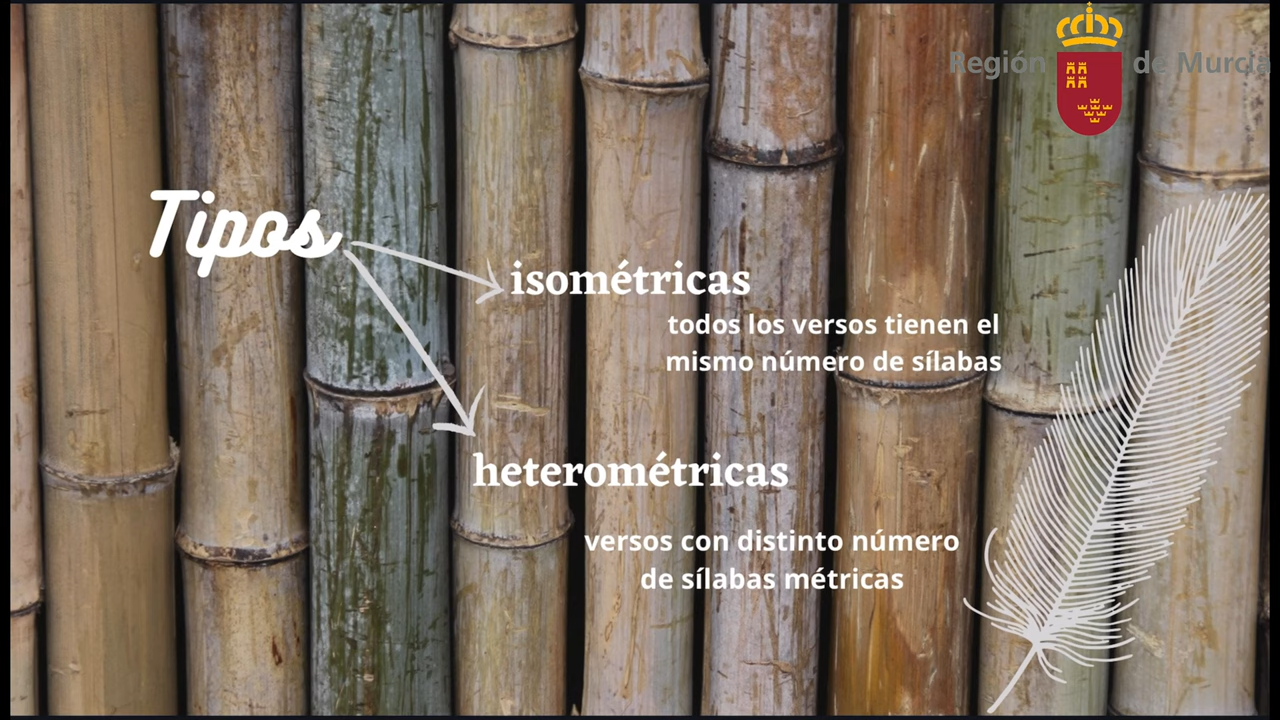 Región de Murcia
Tipos
isométricas
todos los versos tienen el
mismo número de sílabas
heterométricas
versos con distinto número
de sílabas métricas